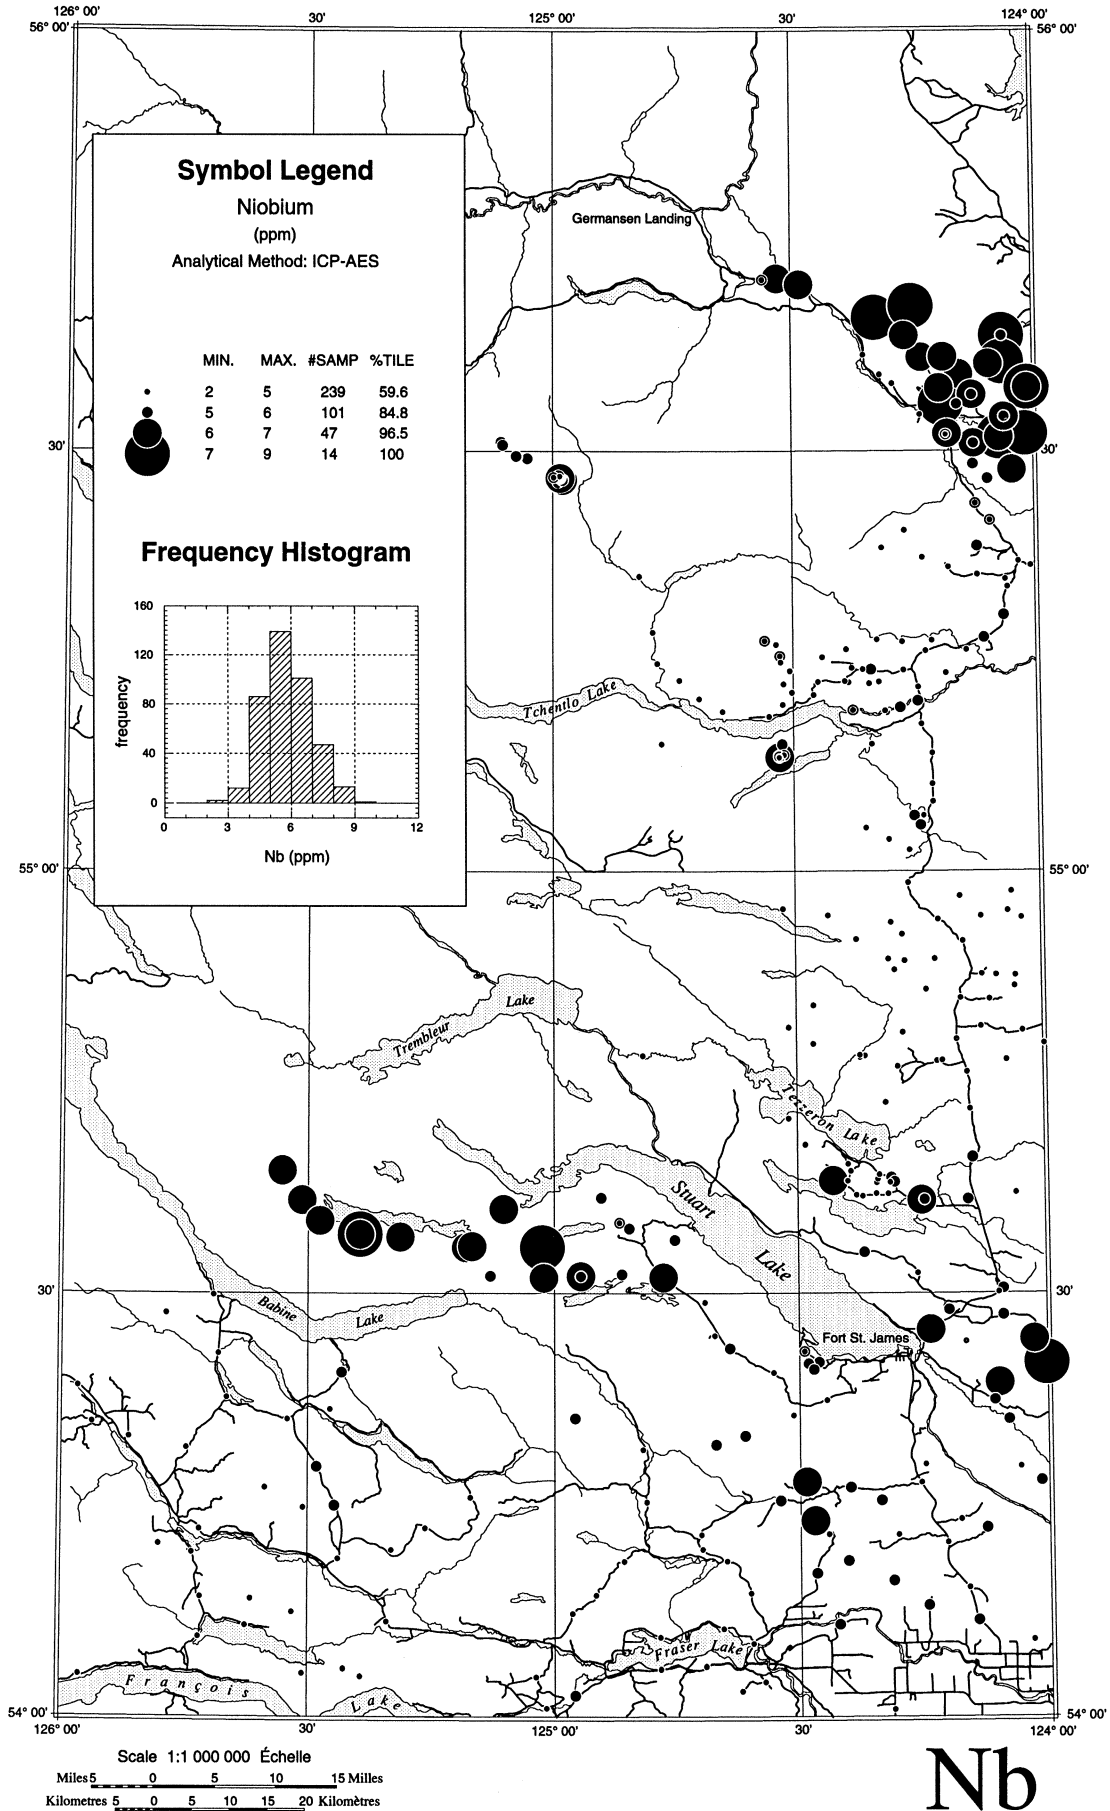 126° 00' 30' 125° 00' 30' 124° 00'
56° 00' 56° 00'
Symbol Legend
Niobium
(ppm)
Analytical Method: ICP-AES
Germansen Landing
MIN. MAX. #SAMP %TILE
2 5 239 59.6
5 6 101 84.8
6 7 47 96.5
7 9 14 100
30' 30'
Frequency Histogram
160
120
80
40
0
frequency
0 3 6 9 12
Nb (ppm)
Tchentlo Lake
55° 00' 55° 00'
Trembleur Lake
Tezzeron Lake
Stuart Lake
30' 30'
Babine Lake
Fort St. James
Fraser Lake
François Lake
54° 00' 54° 00'
126° 00' 30' 125° 00' 30' 124° 00'
Scale 1:1 000 000 Échelle
Miles 5 0 5 10 15 Milles
Kilometres 5 0 5 10 15 20 Kilomètres
Nb